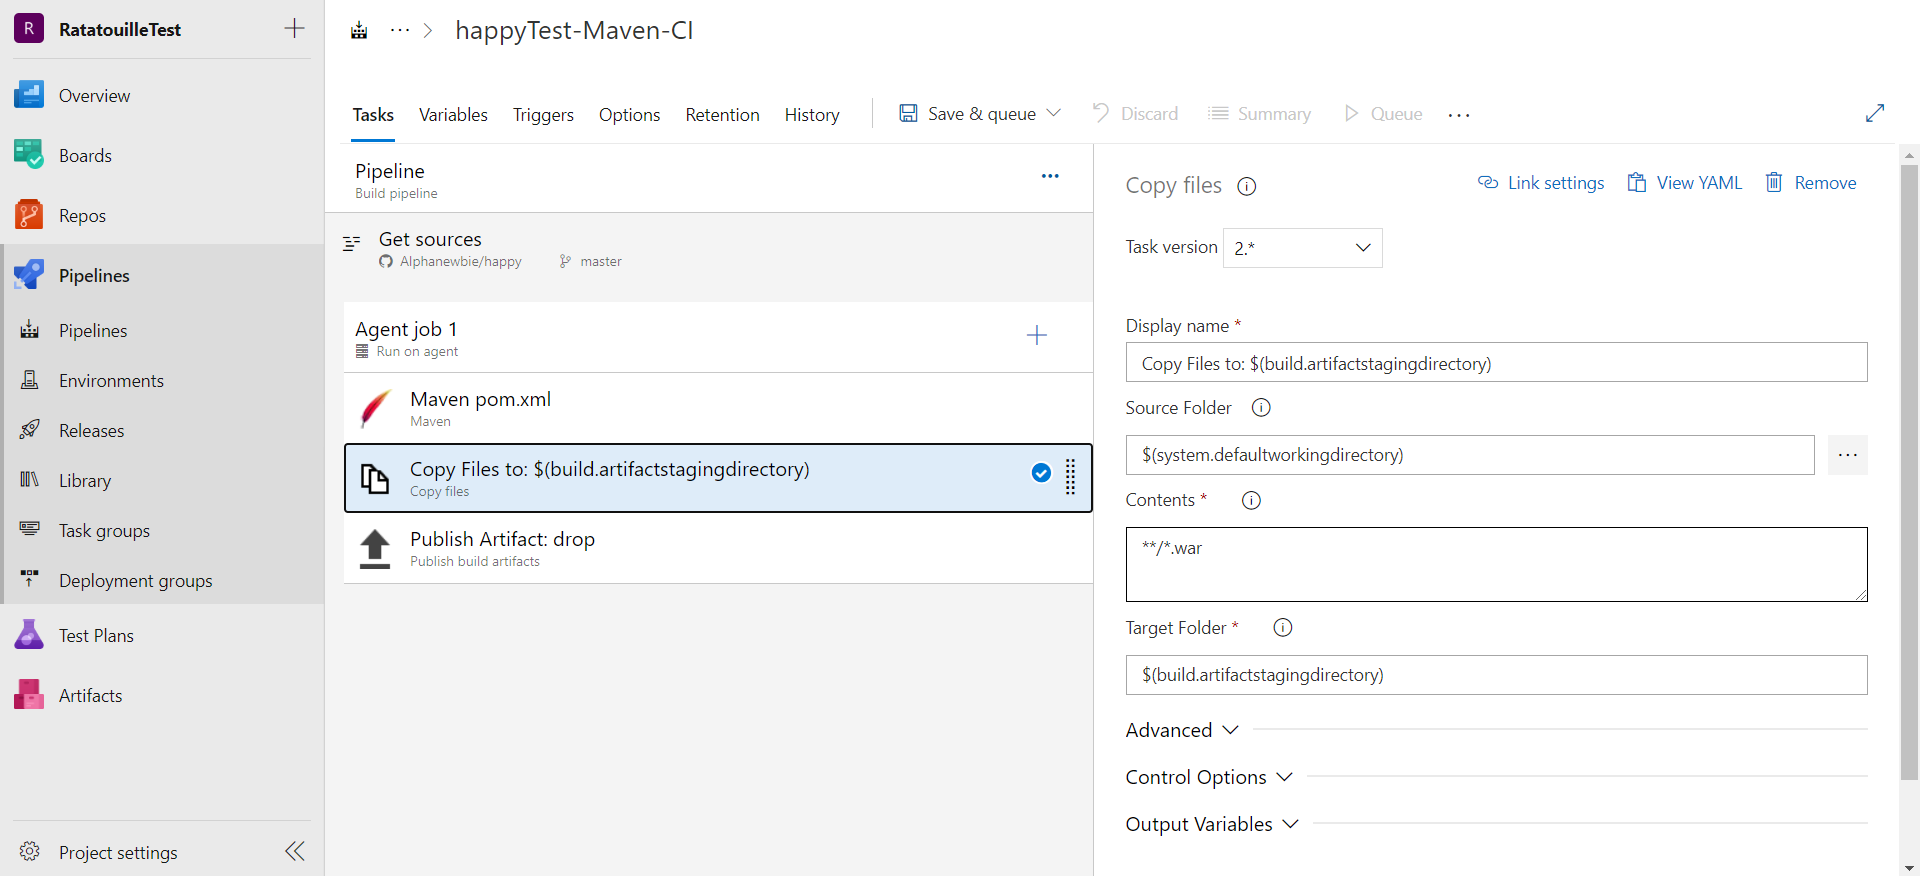 R RatatouilleTest
Overview
Boards
Repos
Pipelines
Pipelines
Environments
Releases
Library
Task groups
Deployment groups
Test Plans
Artifacts
Project settings
... > happyTest-Maven-CI
Tasks Variables Triggers Options Retention History Save & queue Discard Summary Queue ...
Pipeline
Build pipeline
...
Get sources
Alphanewbie/happy master
Agent job 1
Run on agent
Maven pom.xml
Maven
Copy Files to: $(build.artifactstagingdirectory)
Copy files
Publish Artifact: drop
Publish build artifacts
Copy files Link settings View YAML Remove
Task version 2.*
Display name *
Copy Files to: $(build.artifactstagingdirectory)
Source Folder
$(system.defaultworkingdirectory) ...
Contents *
**/*.war
Target Folder *
$(build.artifactstagingdirectory)
Advanced
Control Options
Output Variables